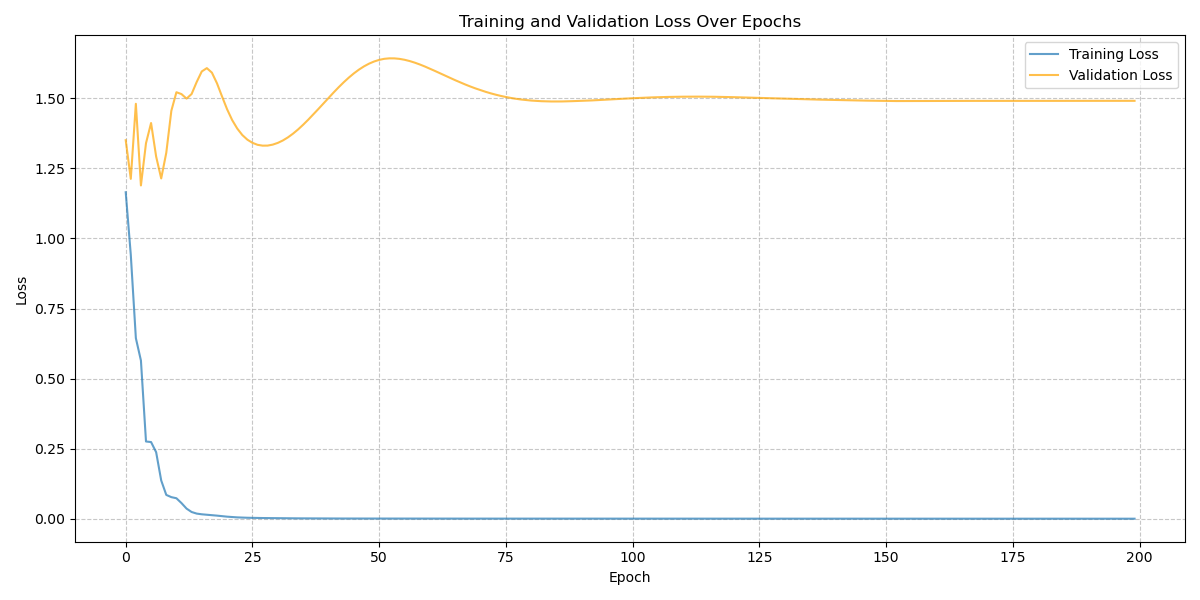 Training and Validation Loss Over Epochs
Training Loss
Validation Loss
1.50
1.25
1.00
0.75
0.50
0.25
0.00
Loss
0 25 50 75 100 125 150 175 200
Epoch